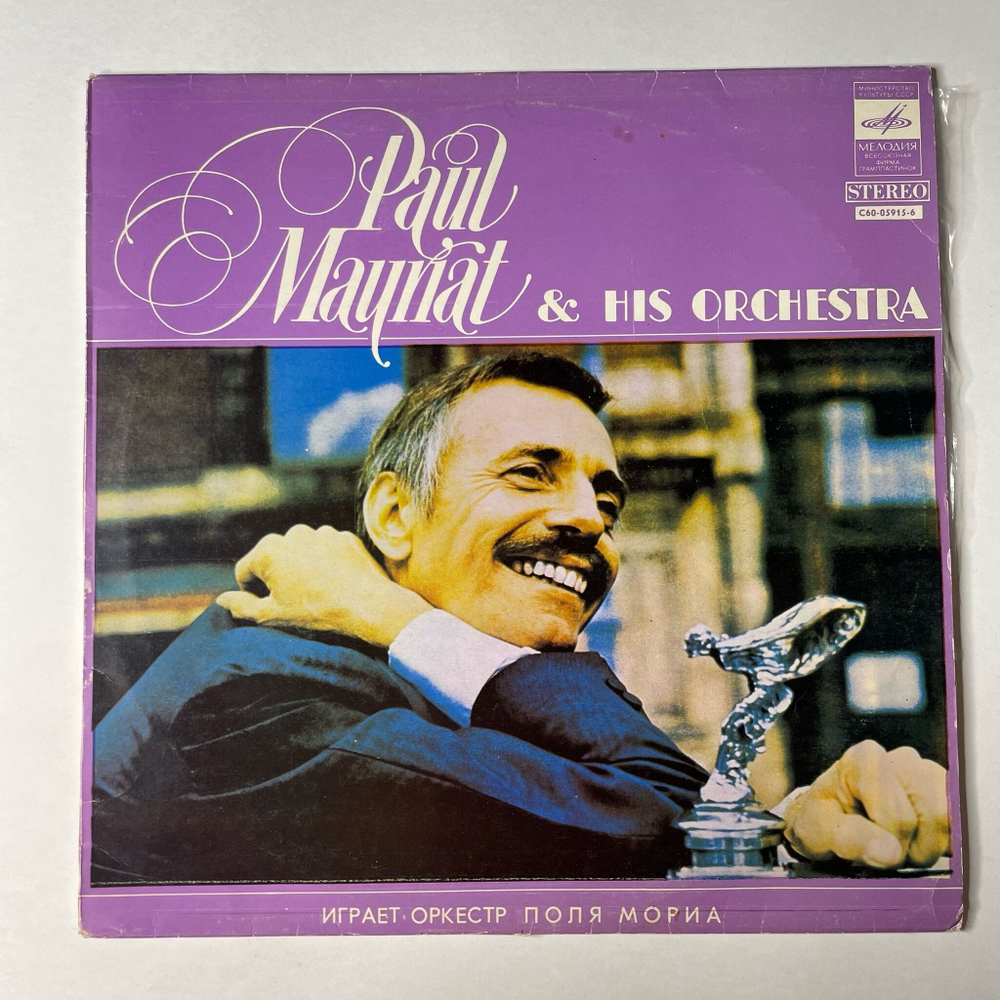 МИНИСТЕРСТВО
КУЛЬТУРЫ СССР
МЕЛОДИЯ
ВСЕСОЮЗНАЯ
ФИРМА
ГРАМПЛАСТИНОК
STEREO
С60-05915-6
Paul
Mauriat & HIS ORCHESTRA
ИГРАЕТ ОРКЕСТР ПОЛЯ МОРИА